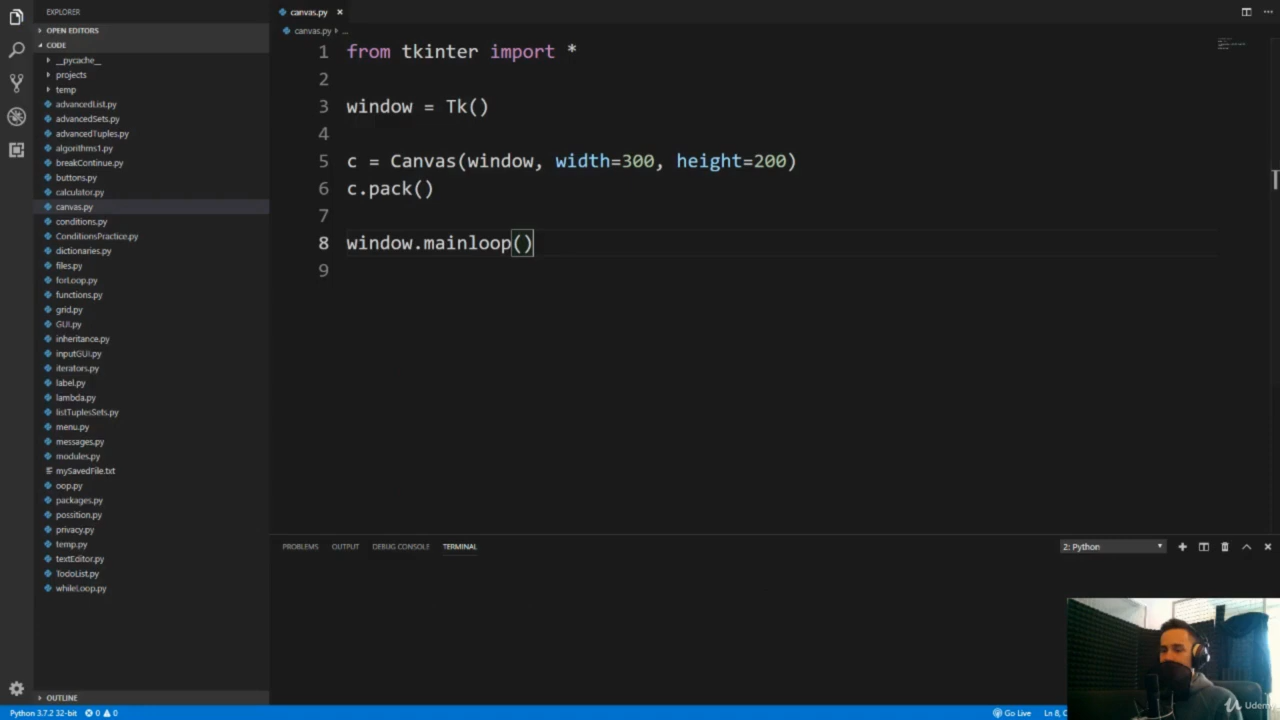 EXPLORER
OPEN EDITORS
CODE
__pycache__
projects
temp
advancedList.py
advancedSets.py
advancedTuples.py
algorithms1.py
breakContinue.py
buttons.py
calculator.py
canvas.py
conditions.py
ConditionsPractice.py
dictionaries.py
files.py
forLoop.py
functions.py
grid.py
GUI.py
inheritance.py
inputGUI.py
iterators.py
label.py
lambda.py
listTuplesSets.py
menu.py
messages.py
modules.py
mySavedFile.txt
oop.py
packages.py
possition.py
privacy.py
temp.py
textEditor.py
TodoList.py
whileLoop.py
OUTLINE
canvas.py
canvas.py ...
1 from tkinter import *
2
3 window = Tk()
4
5 c = Canvas(window, width=300, height=200)
6 c.pack()
7
8 window.mainloop()
9
PROBLEMS OUTPUT DEBUG CONSOLE TERMINAL
2: Python
Python 3.7.2 32-bit 0 0
Go Live Ln 8,
Udemy